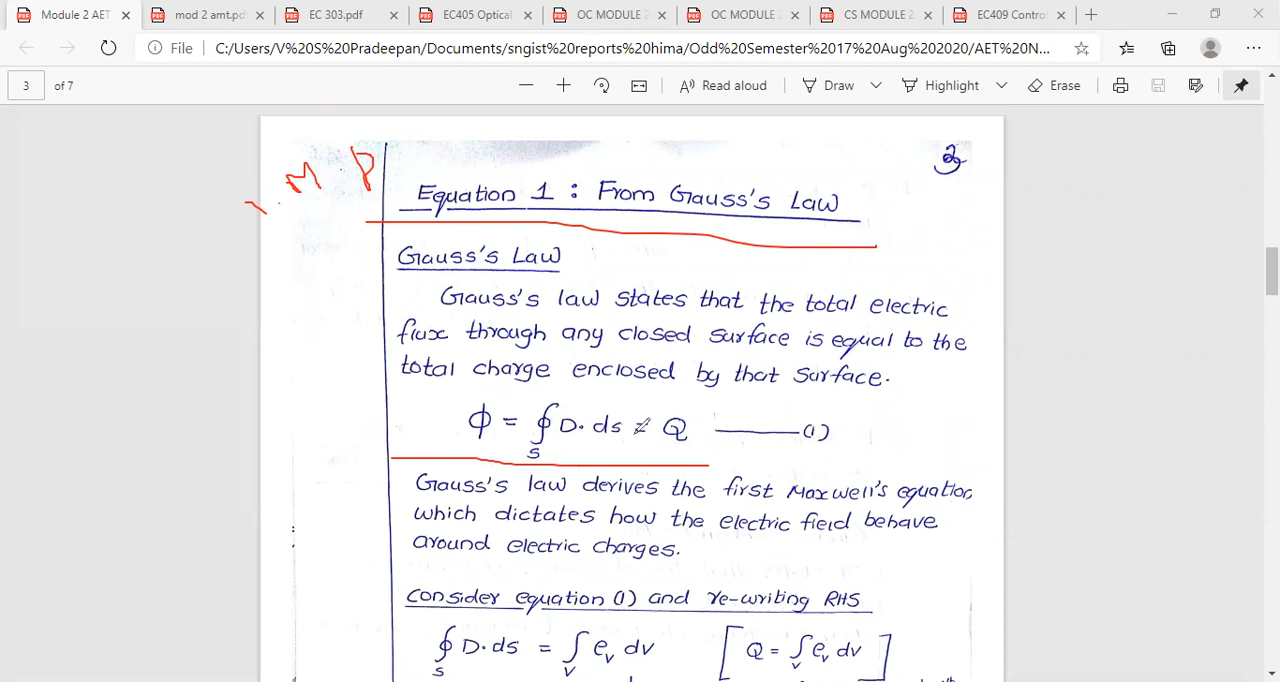 Module 2 AET
mod 2 amt.pd
EC 303.pdf
EC405 Optical
OC MODULE 2
OC MODULE 2
CS MODULE 2
EC409 Contro
File
C:/Users/V%20S%20Pradeepan/Documents/sngist%20reports%20hima/Odd%20Semester%2017%20Aug%202020/AET%20N...
3 of 7
Read aloud
Draw
Highlight
Erase
M.P
3
Equation 1 : From Gauss's Law
Gauss's Law
Gauss's law states that the total electric
flux through any closed surface is equal to the
total charge enclosed by that surface.
ϕ = ∮ D. ds = Q ———(1)
S
Gauss's law derives the first Maxwell's equation
which dictates how the electric field behave
around electric charges.
Consider equation (1) and re-writing RHS
∮ D.ds = ∫ ρv dv [Q = ∫ ρv dv]
S V V